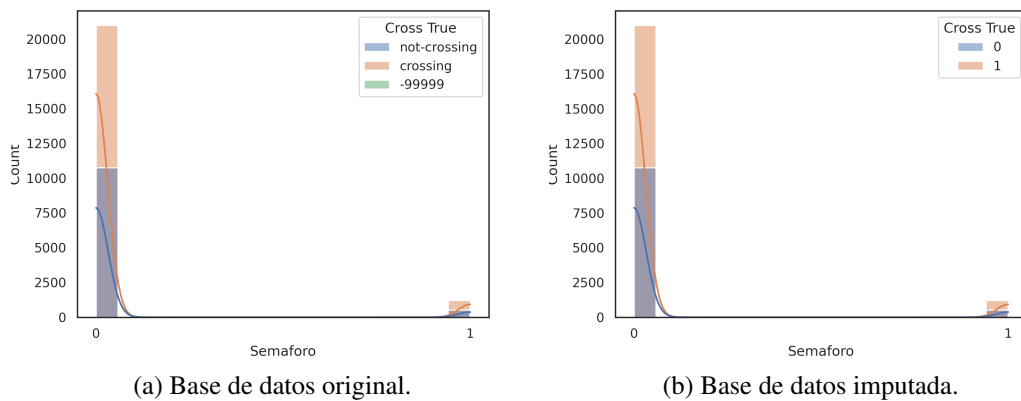 Cross True
not-crossing
crossing
-99999
20000
17500
15000
12500
10000
7500
5000
2500
0
Count
0 1
Semaforo
(a) Base de datos original.
Cross True
0
1
20000
17500
15000
12500
10000
7500
5000
2500
0
Count
0 1
Semaforo
(b) Base de datos imputada.